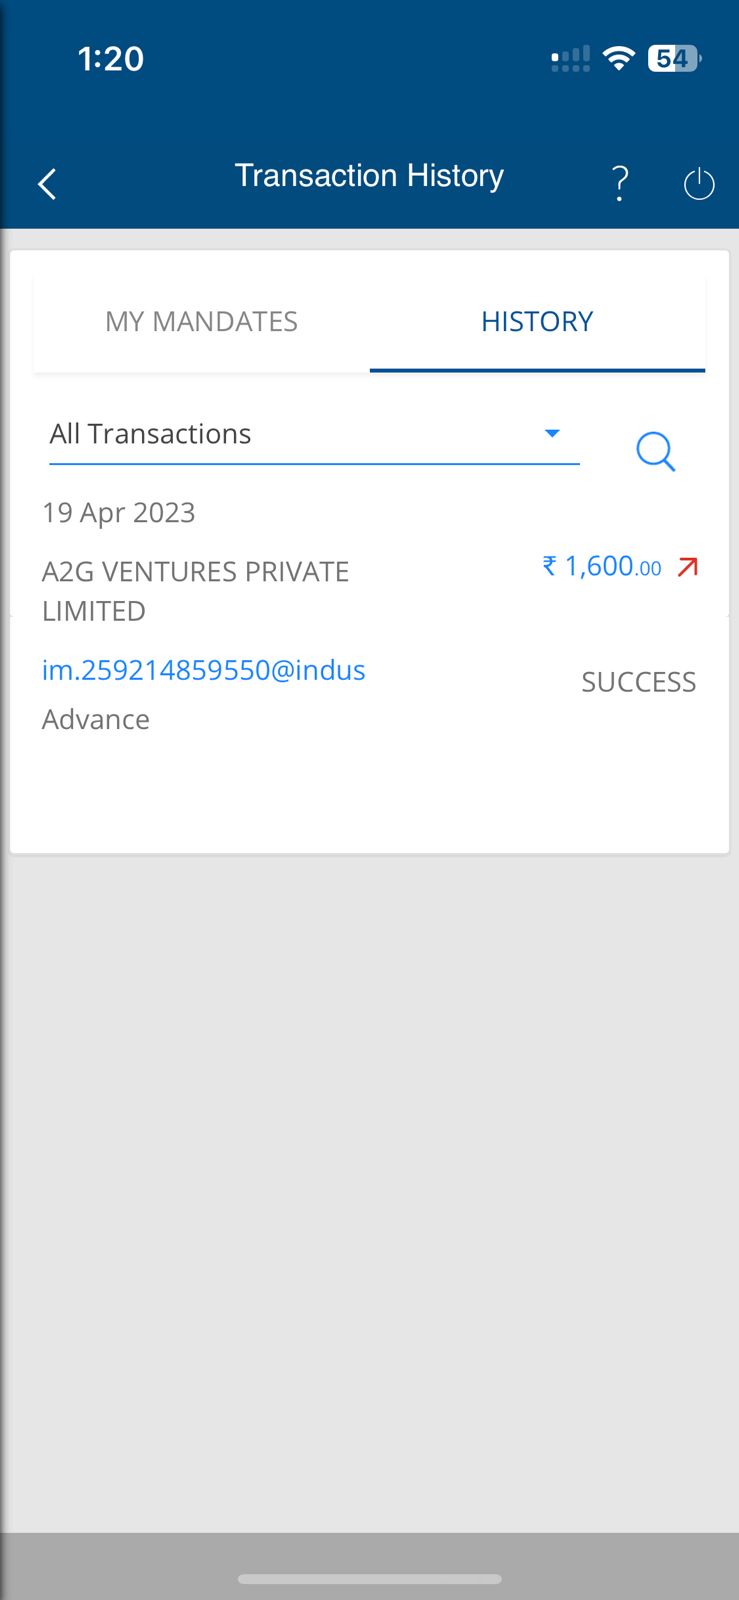 1:20
54
Transaction History
?
MY MANDATES
HISTORY
All Transactions
19 Apr 2023
A2G VENTURES PRIVATE
LIMITED
₹ 1,600.00
im.259214859550@indus
SUCCESS
Advance